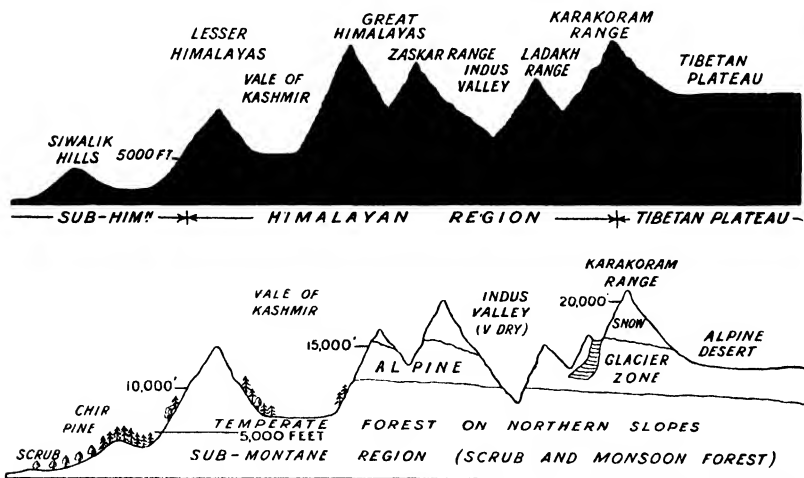 LESSER
HIMALAYAS
GREAT
HIMALAYAS
KARAKORAM
RANGE
VALE OF
KASHMIR
ZASKAR RANGE
INDUS
VALLEY
LADAKH
RANGE
TIBETAN
PLATEAU
SIWALIK
HILLS
5000 FT.
SUB-HIMN.
HIMALAYAN REGION
TIBETAN PLATEAU
VALE OF
KASHMIR
INDUS
VALLEY
(V DRY)
KARAKORAM
RANGE
20,000'
SNOW
ALPINE
DESERT
15,000'
ALPINE
GLACIER
ZONE
10,000'
CHIR
PINE
SCRUB
TEMPERATE FOREST ON NORTHERN SLOPES
5,000 FEET
SUB-MONTANE REGION (SCRUB AND MONSOON FOREST)